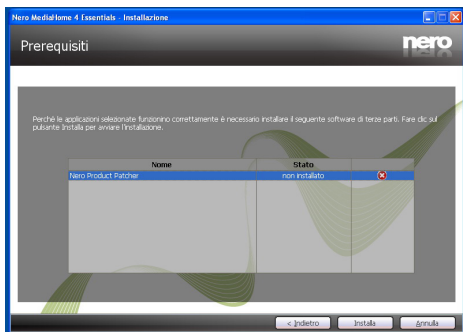 Nero MediaHome 4 Essentials - Installazione
Prerequisiti
nero
Perché le applicazioni selezionate funzionino correttamente è necessario installare il seguente software di terze parti. Fare clic sul
pulsante Installa per avviare l'installazione.
Nome Stato
Nero Product Patcher non installato
< Indietro Installa Annulla